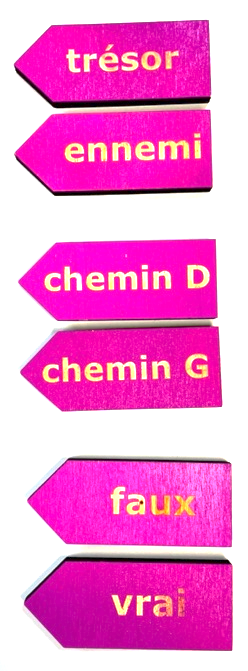 trésor
ennemi
chemin D
chemin G
faux
vrai